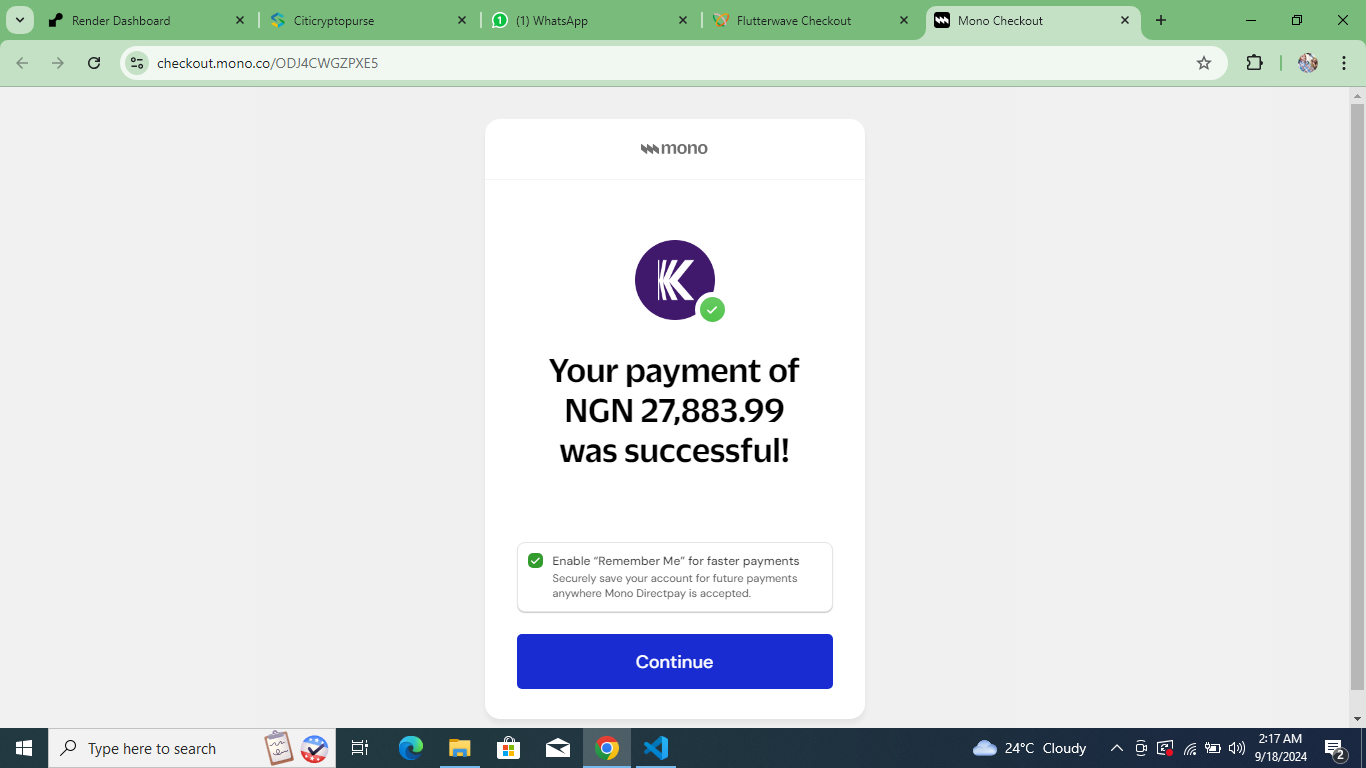 Render Dashboard
Citicryptopurse
(1) WhatsApp
Flutterwave Checkout
Mono Checkout
checkout.mono.co/ODJ4CWGZPXE5
mono
K
Your payment of
NGN 27,883.99
was successful!
Enable “Remember Me” for faster payments
Securely save your account for future payments
anywhere Mono Directpay is accepted.
Continue
Type here to search
24°C Cloudy
2:17 AM
9/18/2024
2